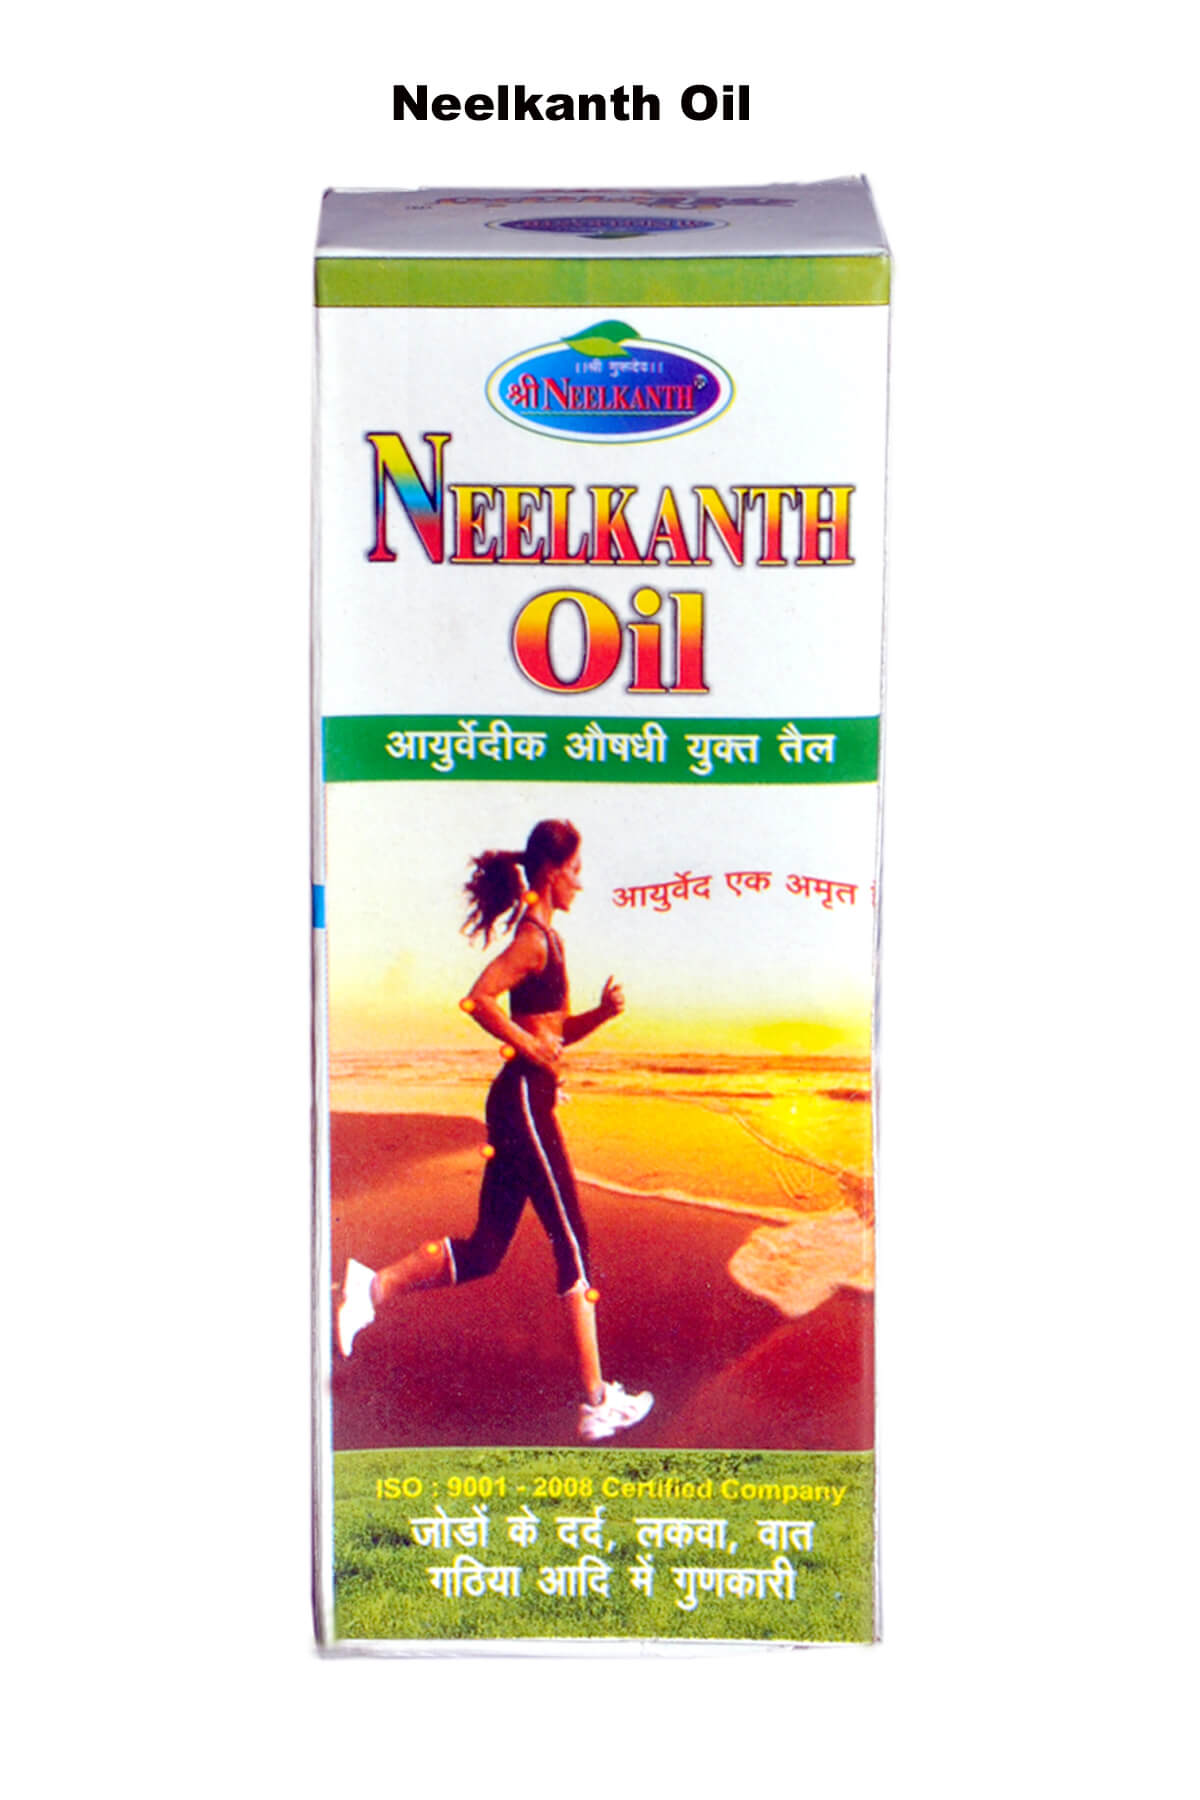 Neelkanth Oil
।।श्री गुरूदेव।।
श्री NEELKANTH®
NEELKANTH
Oil
आयुर्वेदीक औषधी युक्त तैल
आयुर्वेद एक अमृत
ISO : 9001 - 2008 Certified Company
जोडों के दर्द, लकवा, वात
गठिया आदि में गुणकारी